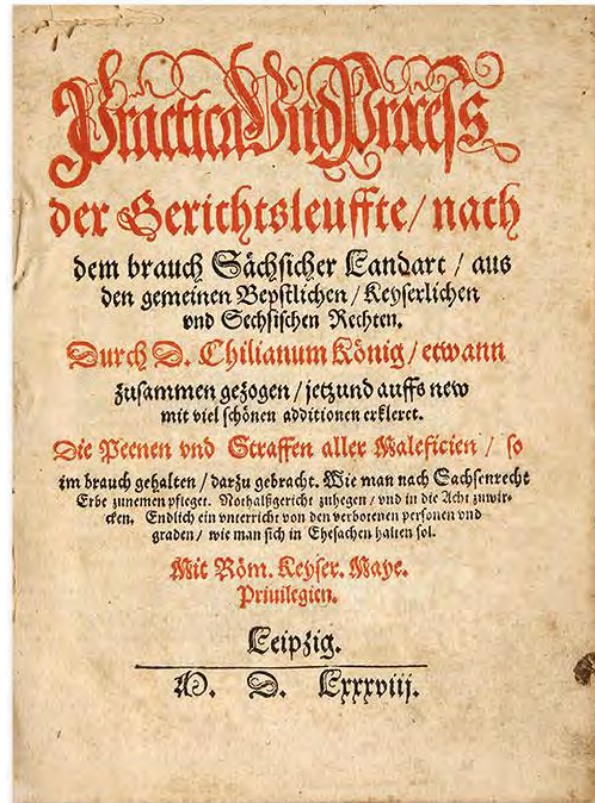 Practica Vnd Process
der Gerichtsleuffte/ nach
dem brauch Sächsicher Landart / aus
den gemeinen Bepstlichen / Keyserlichen
vnd Sechsischen Rechten.
Durch D. Chilianum König/ etwann
zusammen gezogen / jetzund auffs new
mit viel schönen additionen erkleret.
Die Peenen vnd Straffen aller Maleficien / so
im brauch gehalten / darzu gebracht. Wie man nach Sachsenrecht
Erbe zunemen pfleget. Nothalßgericht zuhegen / vnd in die Acht zuwir-
cken. Endlich ein vnterricht von den verbotenen personen vnd
graden/ wie man sich in Ehesachen halten sol.
Mit Röm. Keyser. Maye.
Priuilegien.
Leipzig.
M. D. Lxxxviij.